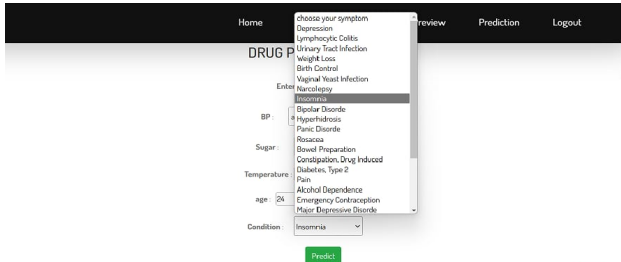 Home
review
Prediction
Logout
DRUG P
Enter
BP :
Sugar :
Temperature :
age : 24
Condition : Insomnia
choose your symptom
Depression
Lymphocytic Colitis
Urinary Tract Infection
Weight Loss
Birth Control
Vaginal Yeast Infection
Narcolepsy
Insomnia
Bipolar Disorde
Hyperhidrosis
Panic Disorde
Rosacea
Bowel Preparation
Constipation, Drug Induced
Diabetes, Type 2
Pain
Alcohol Dependence
Emergency Contraception
Major Depressive Disorde
Predict